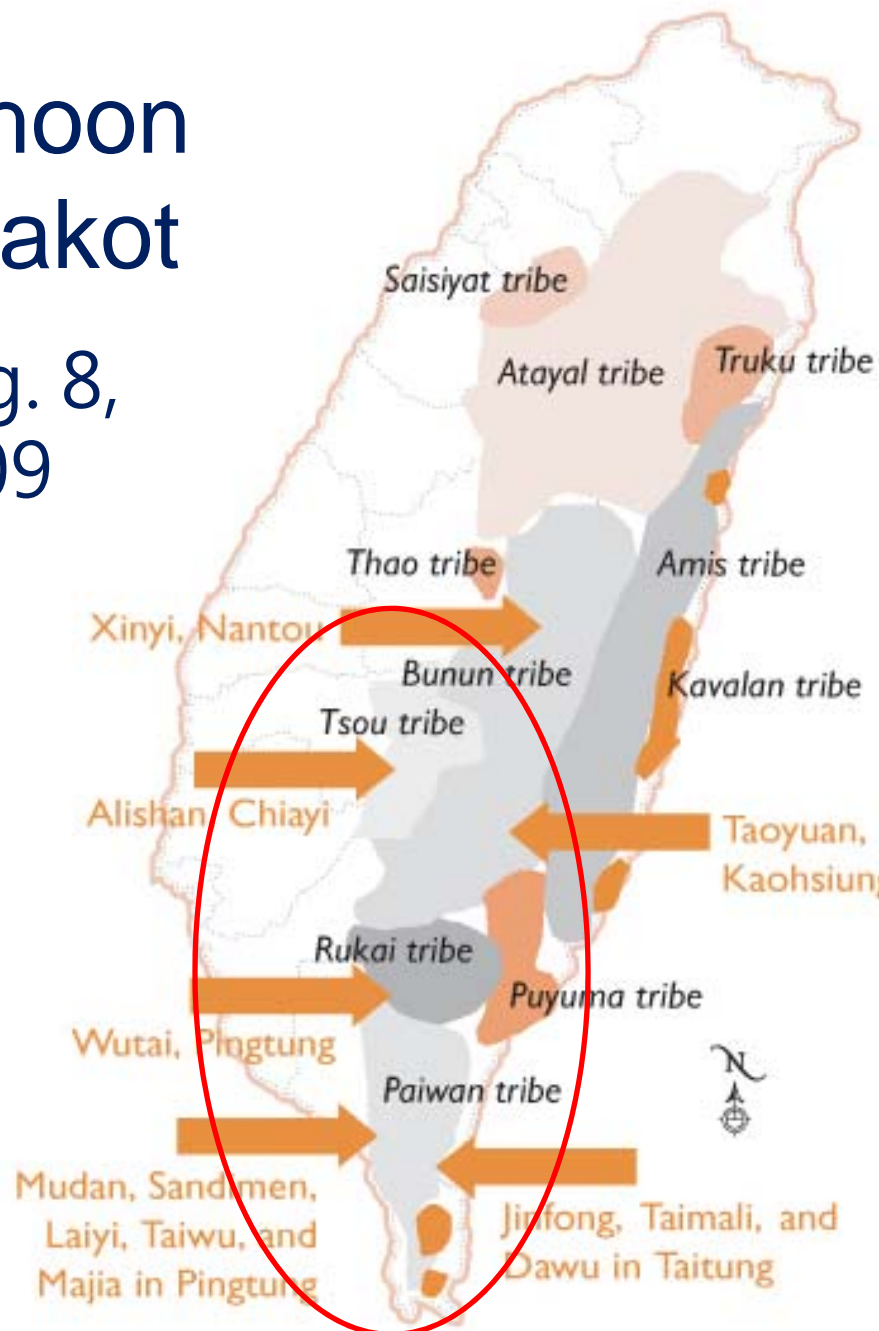 noon
akot
g. 8,
09
Saisiyat tribe
Atayal tribe
Truku tribe
Thao tribe
Amis tribe
Xinyi, Nantou
Bunun tribe
Kavalan tribe
Tsou tribe
Alishan, Chiayi
Taoyuan,
Kaohsiung
Rukai tribe
Puyuma tribe
Wutai, Pingtung
Paiwan tribe
N
Mudan, Sandimen,
Laiyi, Taiwu, and
Majia in Pingtung
Jinfong, Taimali, and
Dawu in Taitung